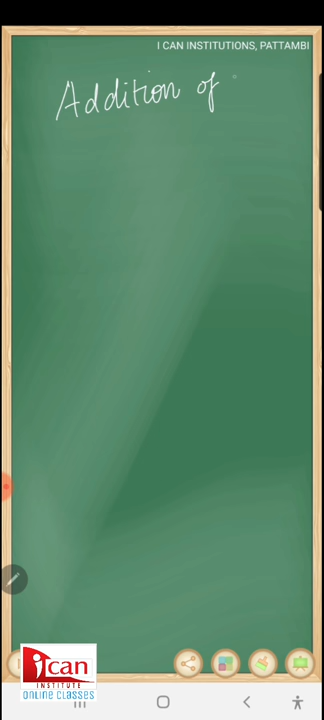 I CAN INSTITUTIONS, PATTAMBI
Addition of
ican
INSTITUTE
ONLINE CLASSES